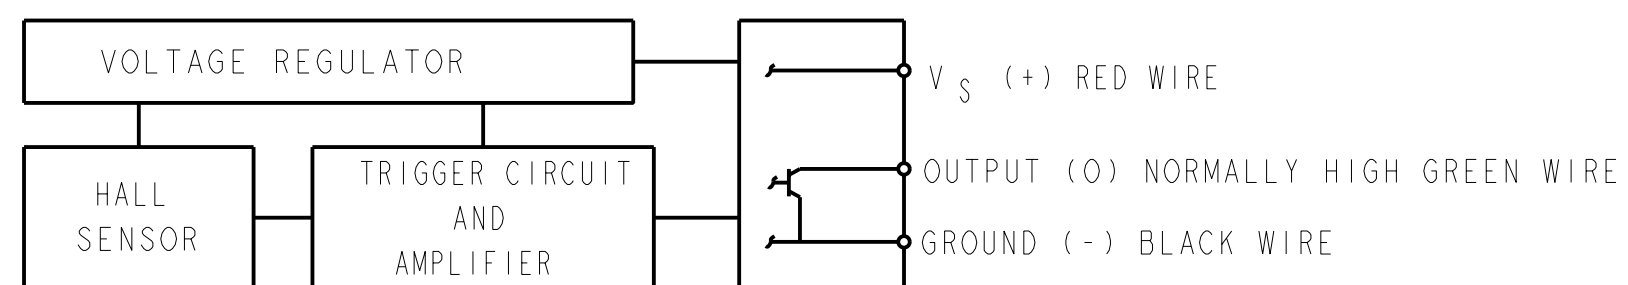 VOLTAGE REGULATOR
V S (+) RED WIRE
TRIGGER CIRCUIT
AND
AMPLIFIER
HALL
SENSOR
OUTPUT (O) NORMALLY HIGH GREEN WIRE
GROUND (-) BLACK WIRE